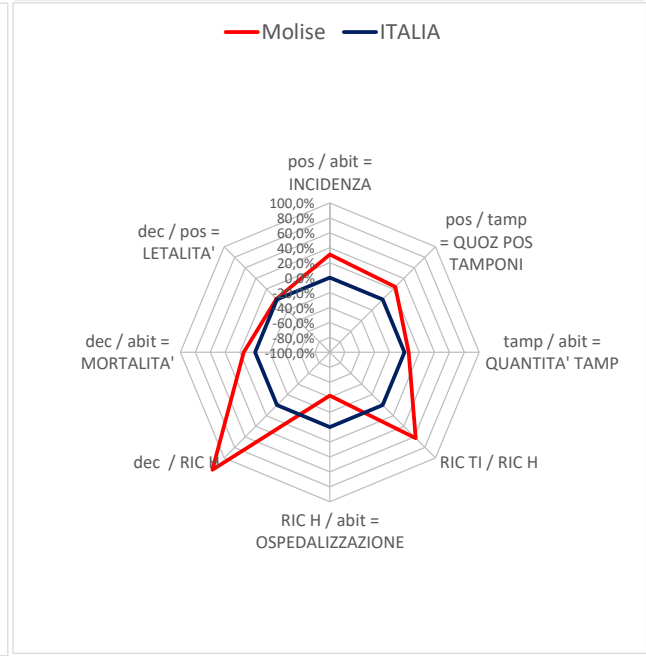 Molise ITALIA
pos / abit =
INCIDENZA
pos / tamp
= QUOZ POS
TAMPONI
tamp / abit =
QUANTITA' TAMP
RIC TI / RIC H
RIC H / abit =
OSPEDALIZZAZIONE
dec / RIC H
dec / abit =
MORTALITA'
dec / pos =
LETALITA'
100,0%
80,0%
60,0%
40,0%
20,0%
0,0%
-20,0%
-40,0%
-60,0%
-80,0%
-100,0%